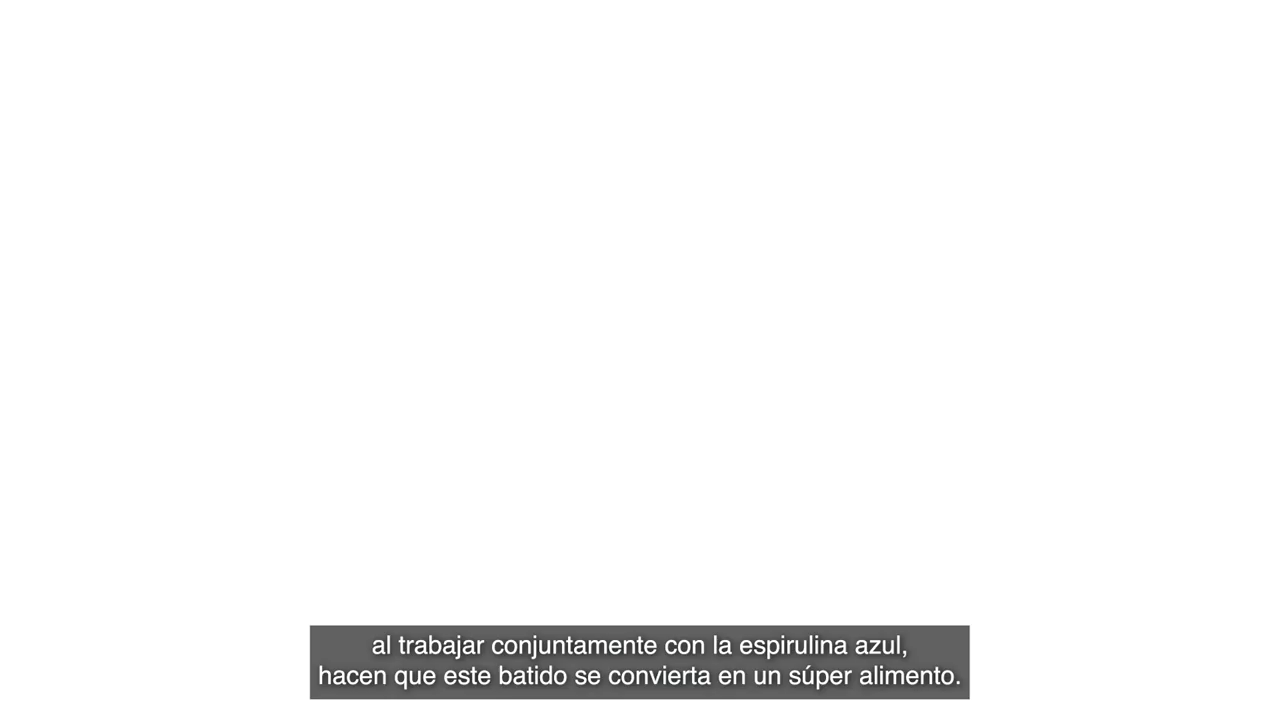 al trabajar conjuntamente con la espirulina azul,
hacen que este batido se convierta en un súper alimento.